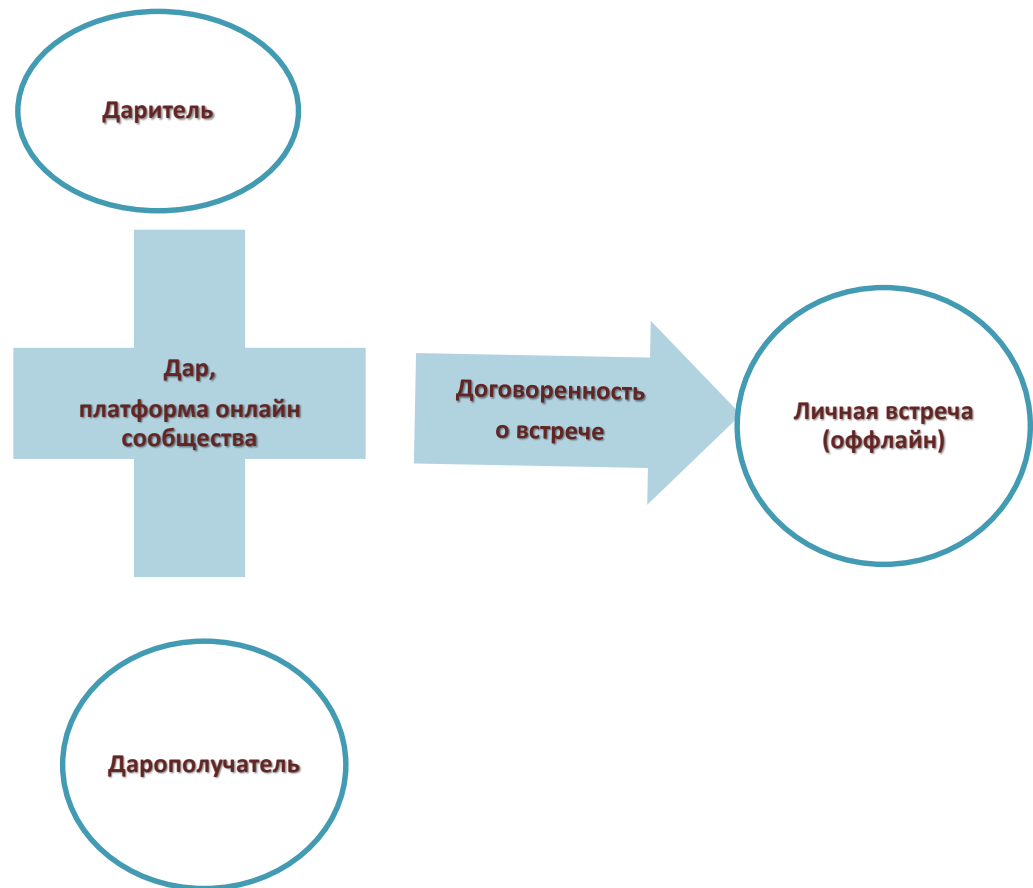 Даритель
Дар,
платформа онлайн
сообщества
Договоренность
о встрече
Личная встреча
(оффлайн)
Дарополучатель